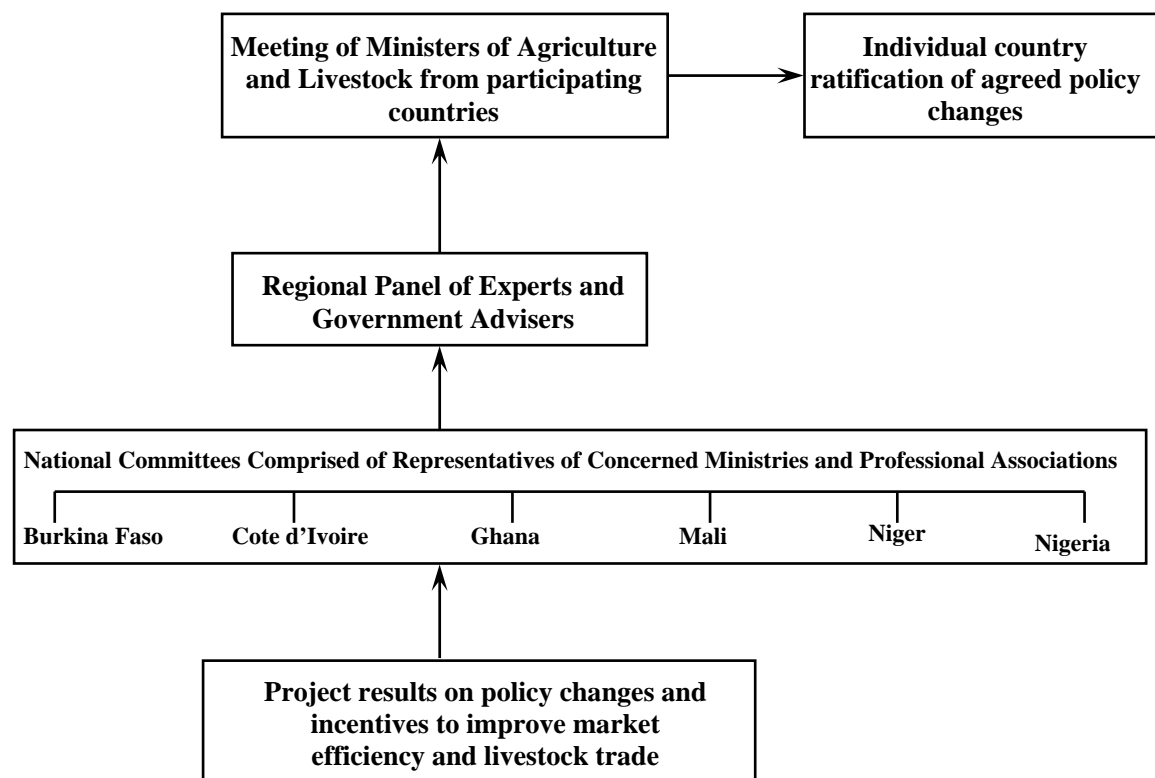 Meeting of Ministers of Agriculture
and Livestock from participating
countries
Individual country
ratification of agreed policy
changes
Regional Panel of Experts and
Government Advisers
National Committees Comprised of Representatives of Concerned Ministries and Professional Associations
Burkina Faso
Cote d’Ivoire
Ghana
Mali
Niger
Nigeria
Project results on policy changes and
incentives to improve market
efficiency and livestock trade